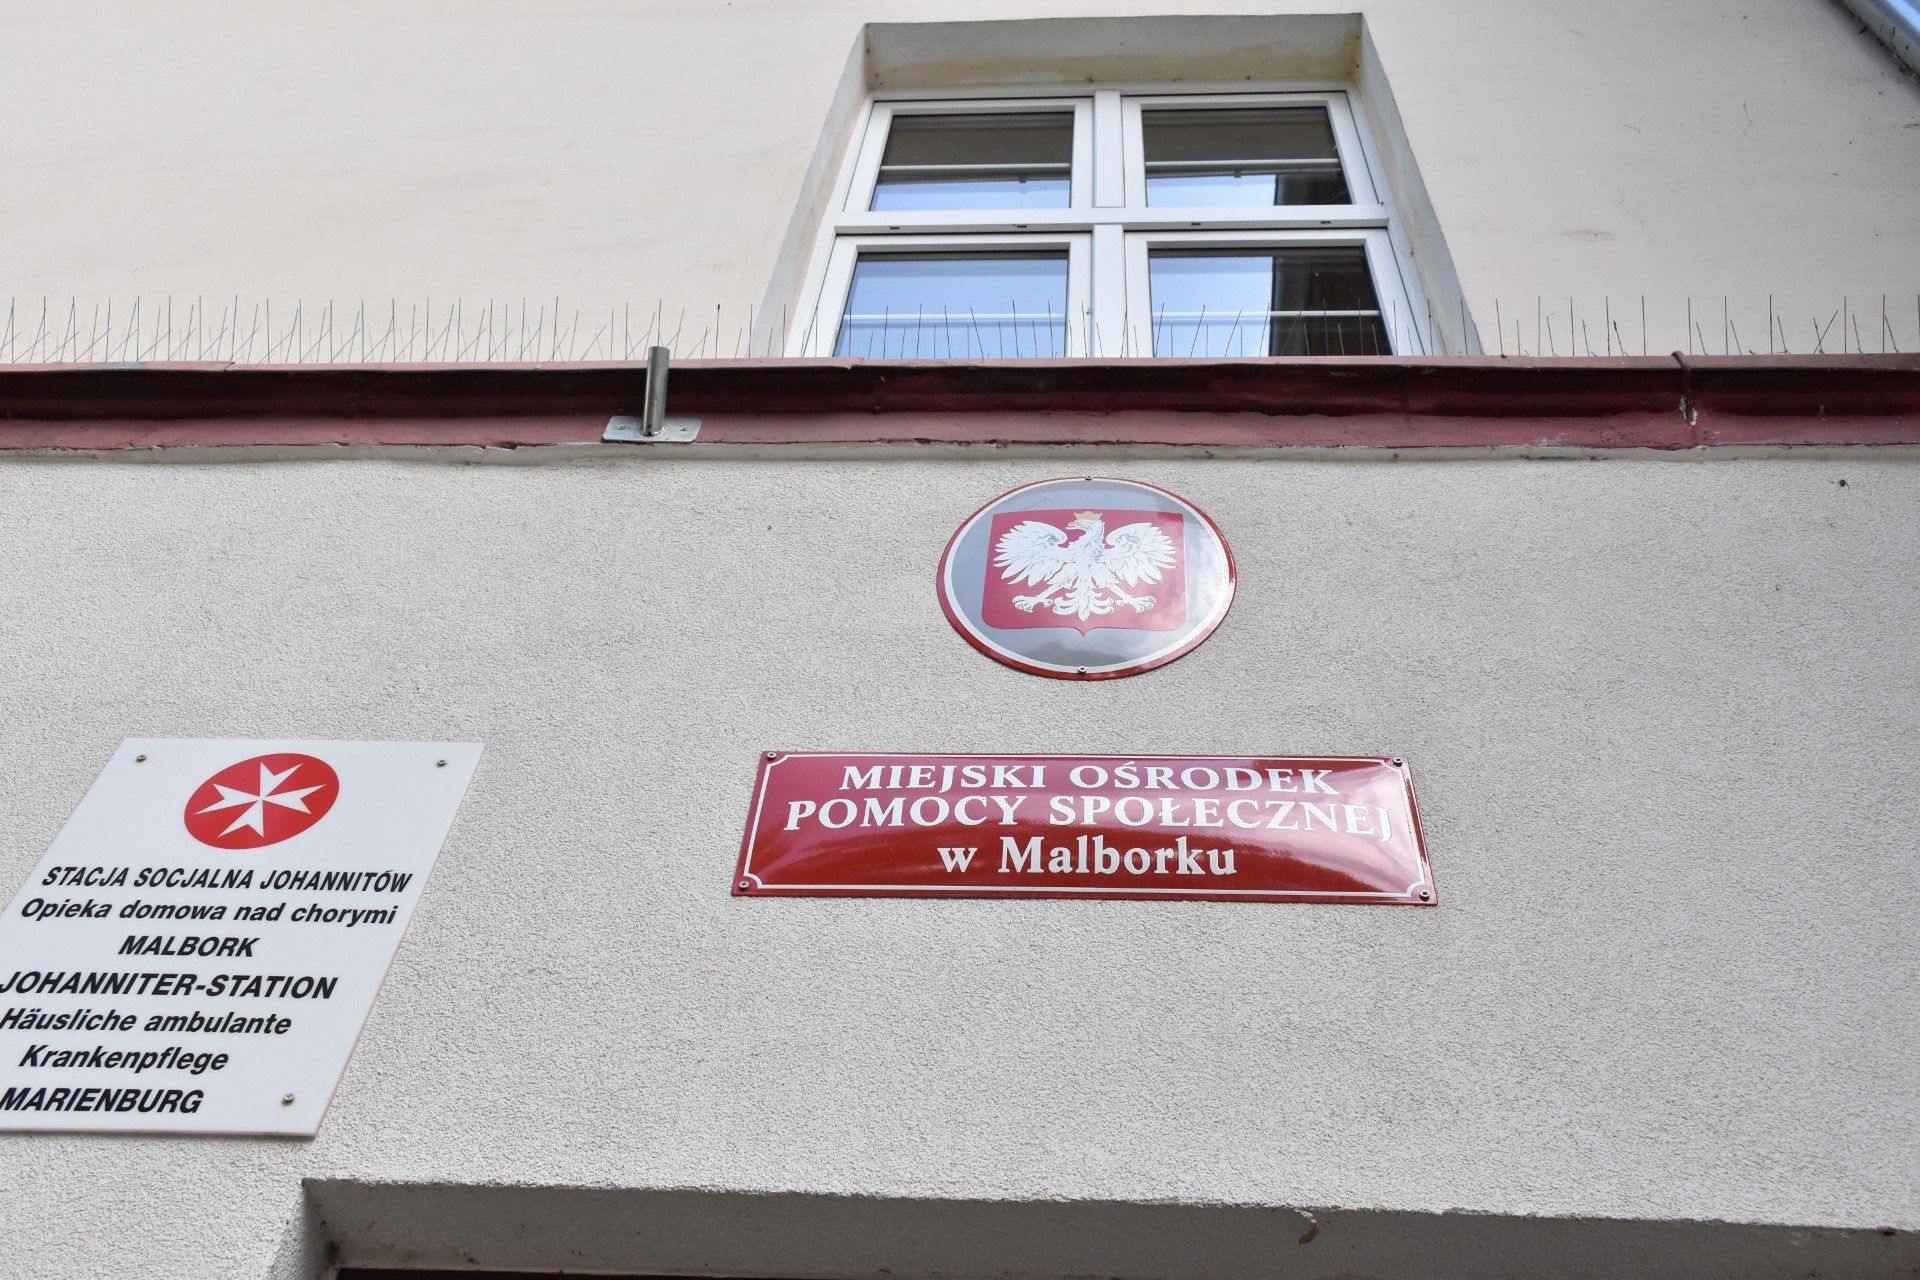 MIEJSKI OŚRODEK
POMOCY SPOŁECZNEJ
w Malborku
STACJA SOCJALNA JOHANNITÓW
Opieka domowa nad chorymi
MALBORK
JOHANNITER-STATION
Häusliche ambulante
Krankenpflege
MARIENBURG